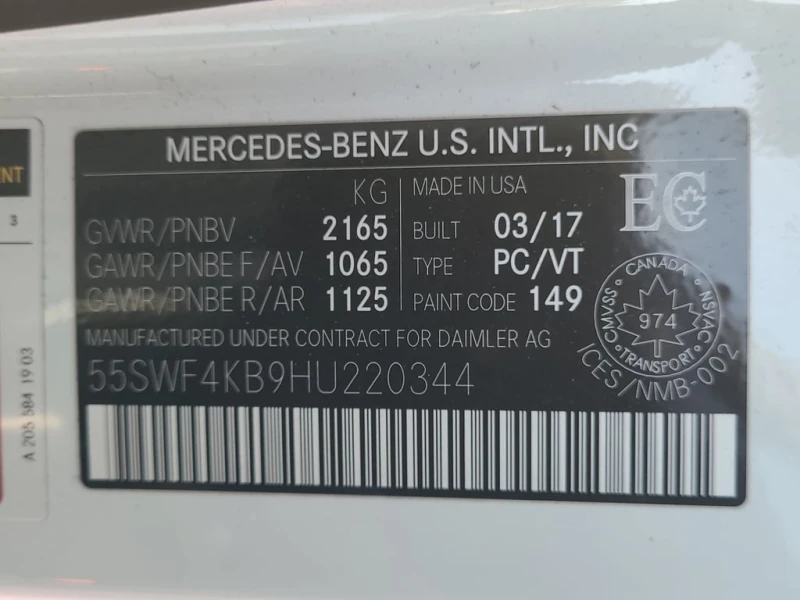 MERCEDES-BENZ U.S. INTL., INC
KG
GVWR/PNBV 2165
GAWR/PNBE F/AV 1065
GAWR/PNBE R/AR 1125
MADE IN USA
BUILT 03/17
TYPE PC/VT
PAINT CODE 149
EC
CANADA
CMVSS 974 NSVAC
TRANSPORT
ICES/NMB-002
MANUFACTURED UNDER CONTRACT FOR DAIMLER AG
55SWF4KB9HU220344
ENT
3
A 205 584 19 03